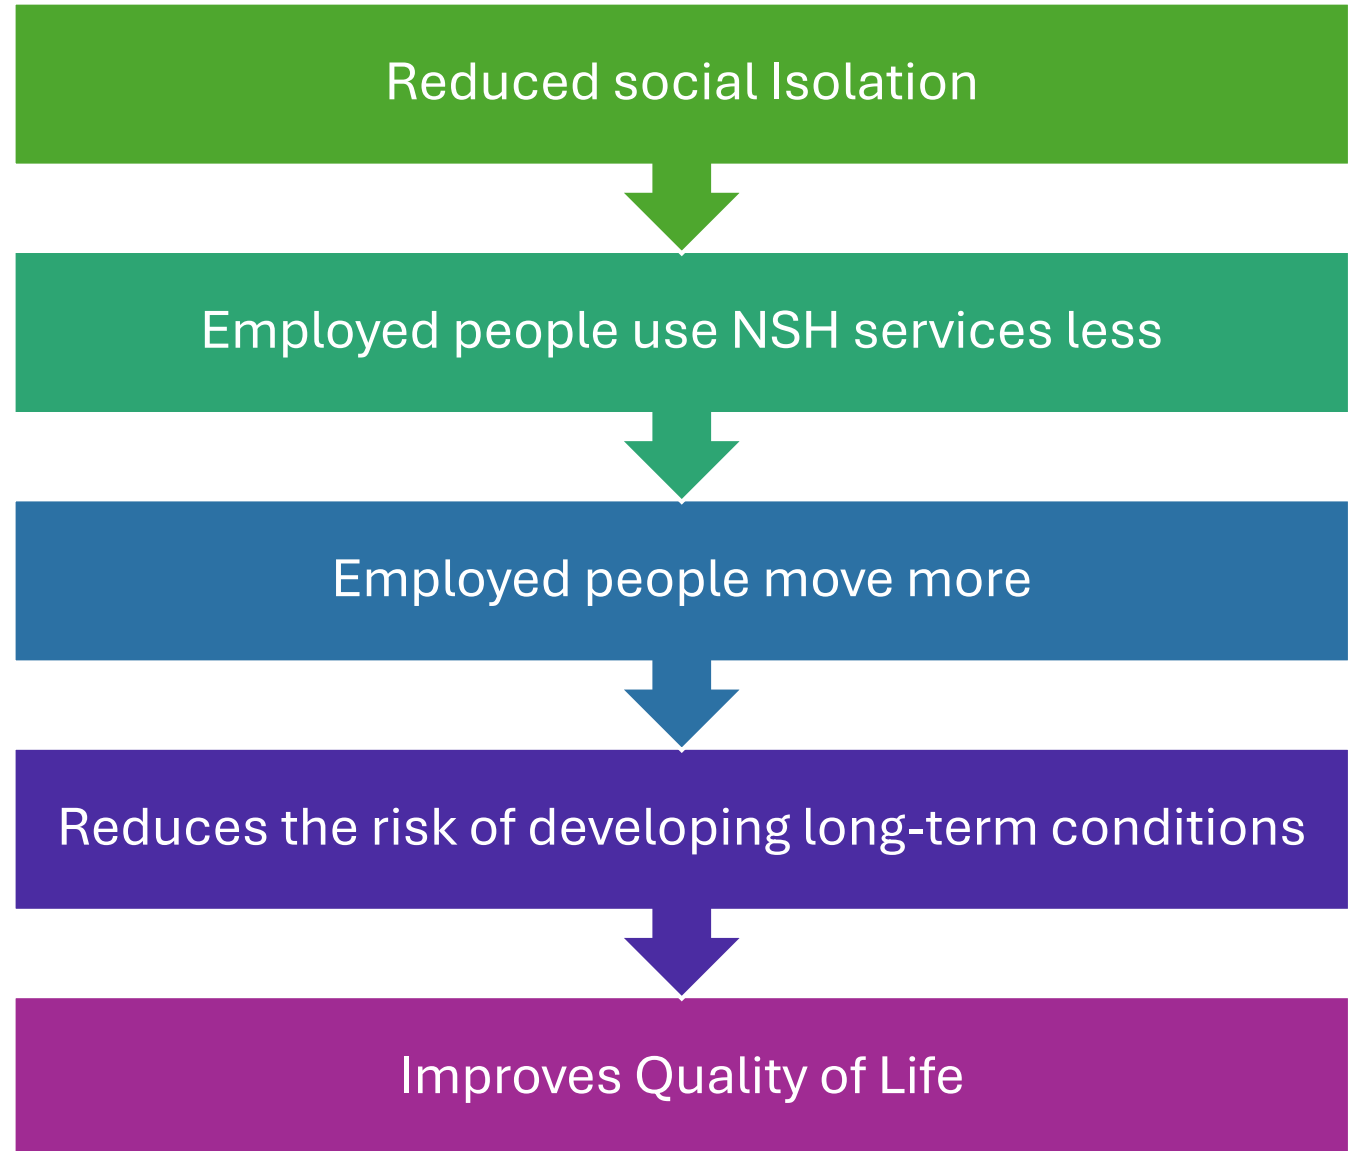 Reduced social Isolation
Employed people use NSH services less
Employed people move more
Reduces the risk of developing long-term conditions
Improves Quality of Life